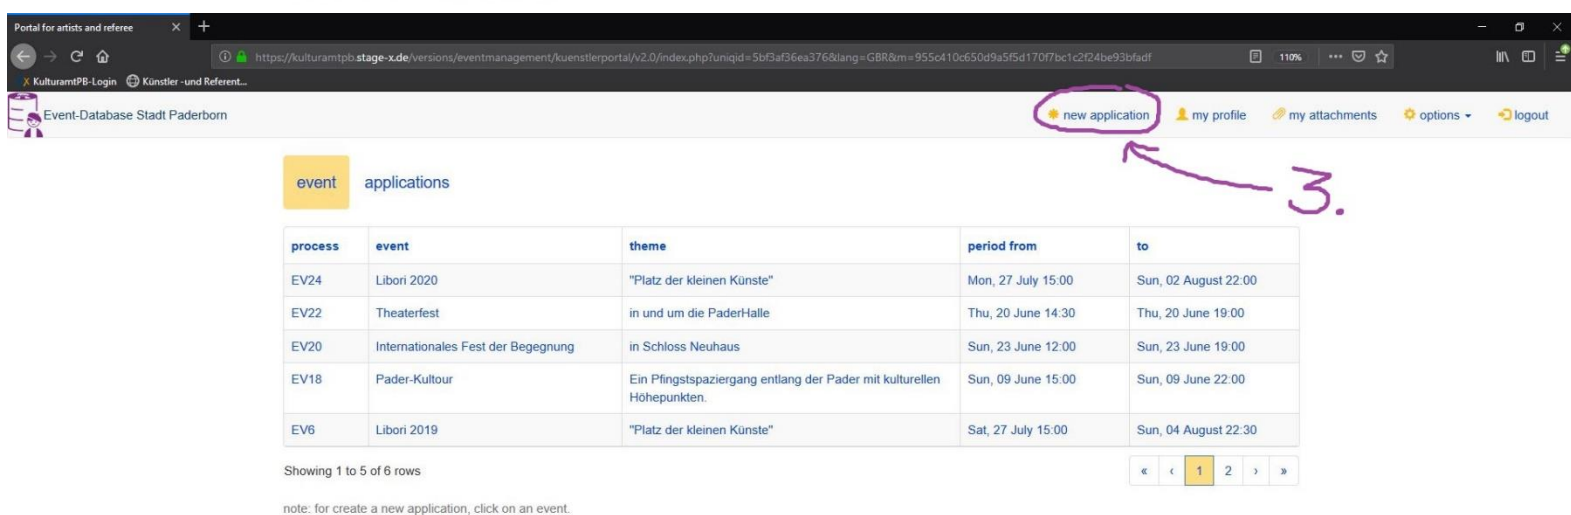 Portal for artists and referee
https://kulturamtpb.stage-x.de/versions/eventmanagement/kuenstlerportal/v2.0/index.php?uniqid=5bf3af36ea376&lang=GBR&m=955c410c650d9a5f5d170f7bc1c2f24be93bfadf
110%
KulturamtPB-Login Künstler -und Referent...
Event-Database Stadt Paderborn
new application my profile my attachments options logout
3.
event applications
process event theme period from to
EV24 Libori 2020 "Platz der kleinen Künste" Mon, 27 July 15:00 Sun, 02 August 22:00
EV22 Theaterfest in und um die PaderHalle Thu, 20 June 14:30 Thu, 20 June 19:00
EV20 Internationales Fest der Begegnung in Schloss Neuhaus Sun, 23 June 12:00 Sun, 23 June 19:00
EV18 Pader-Kultour Ein Pfingstspaziergang entlang der Pader mit kulturellen Sun, 09 June 15:00 Sun, 09 June 22:00
Höhepunkten.
EV6 Libori 2019 "Platz der kleinen Künste" Sat, 27 July 15:00 Sun, 04 August 22:30
Showing 1 to 5 of 6 rows
« ‹ 1 2 › »
note: for create a new application, click on an event.